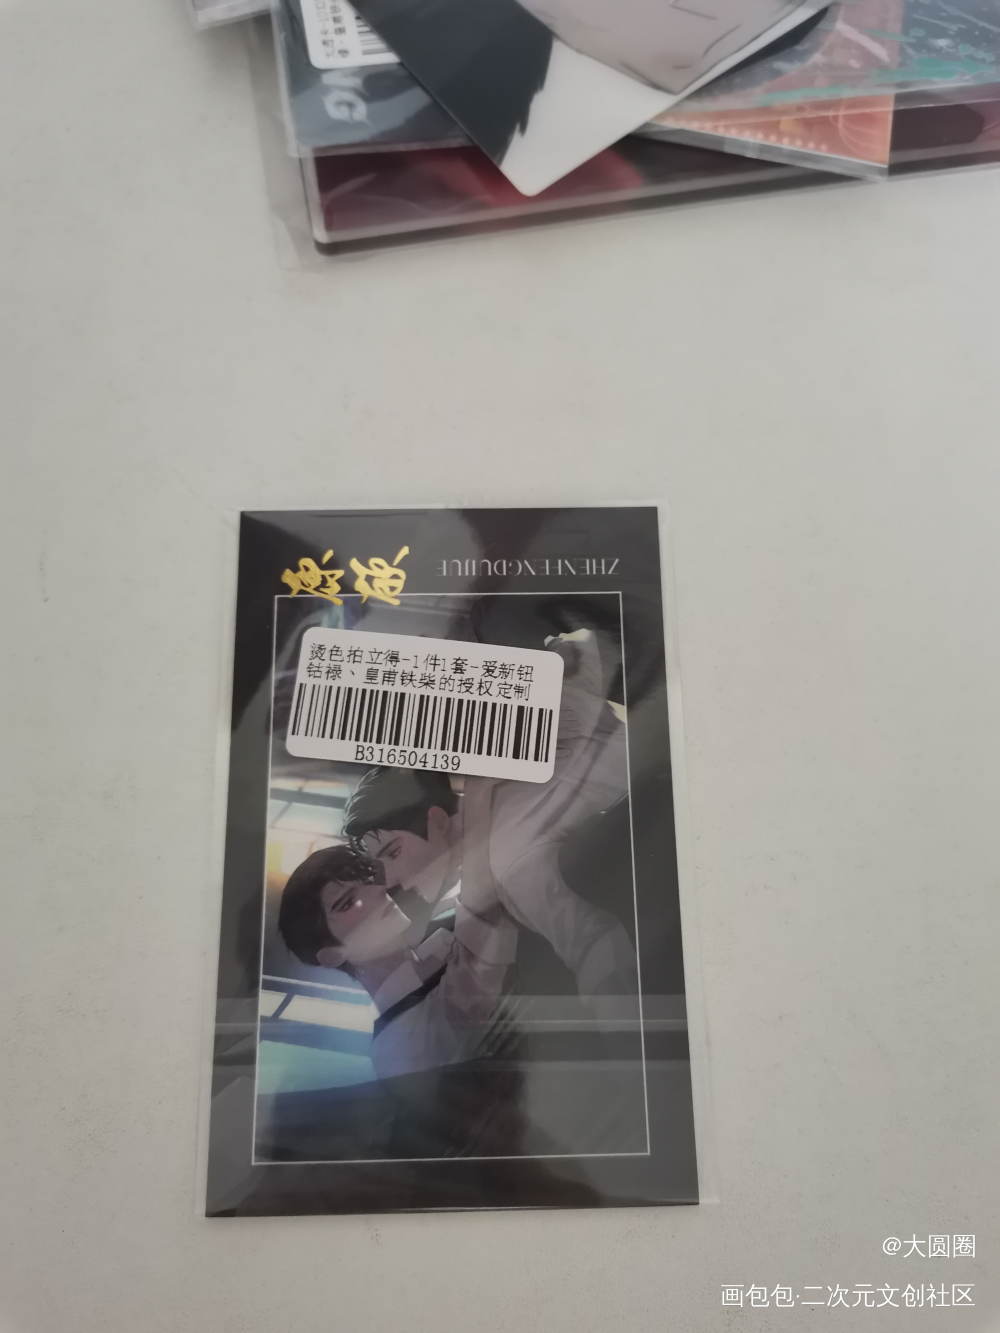 ZHENFENGDUIJUE
烫色拍立得-1件1套-爱新钮
钴禄、皇甫铁柴的授权定制
B316504139
@大圆圈
画包包·二次元文创社区